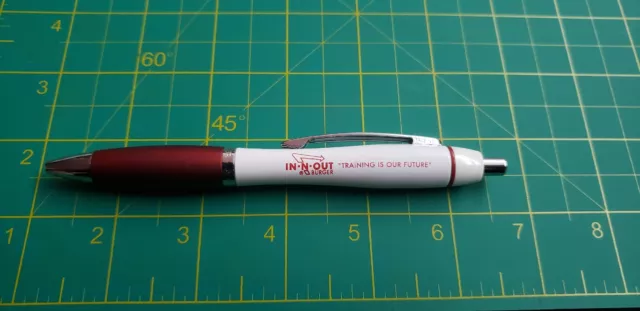 4
60°
3
45°
2
IN-N-OUT
BURGER
"TRAINING IS OUR FUTURE"
1 2 3 4 5 6 7 8